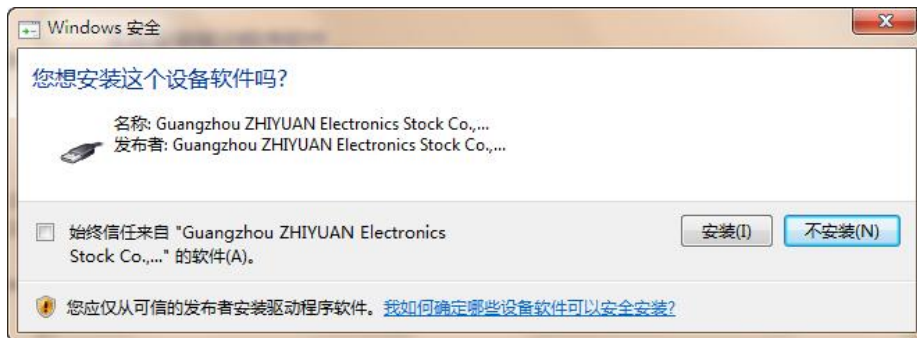 Windows 安全
您想安装这个设备软件吗?
名称: Guangzhou ZHIYUAN Electronics Stock Co.,...
发布者: Guangzhou ZHIYUAN Electronics Stock Co.,...
始终信任来自 "Guangzhou ZHIYUAN Electronics
Stock Co.,..." 的软件(A)。
安装(I)
不安装(N)
您应仅从可信的发布者安装驱动程序软件。我如何确定哪些设备软件可以安全安装?